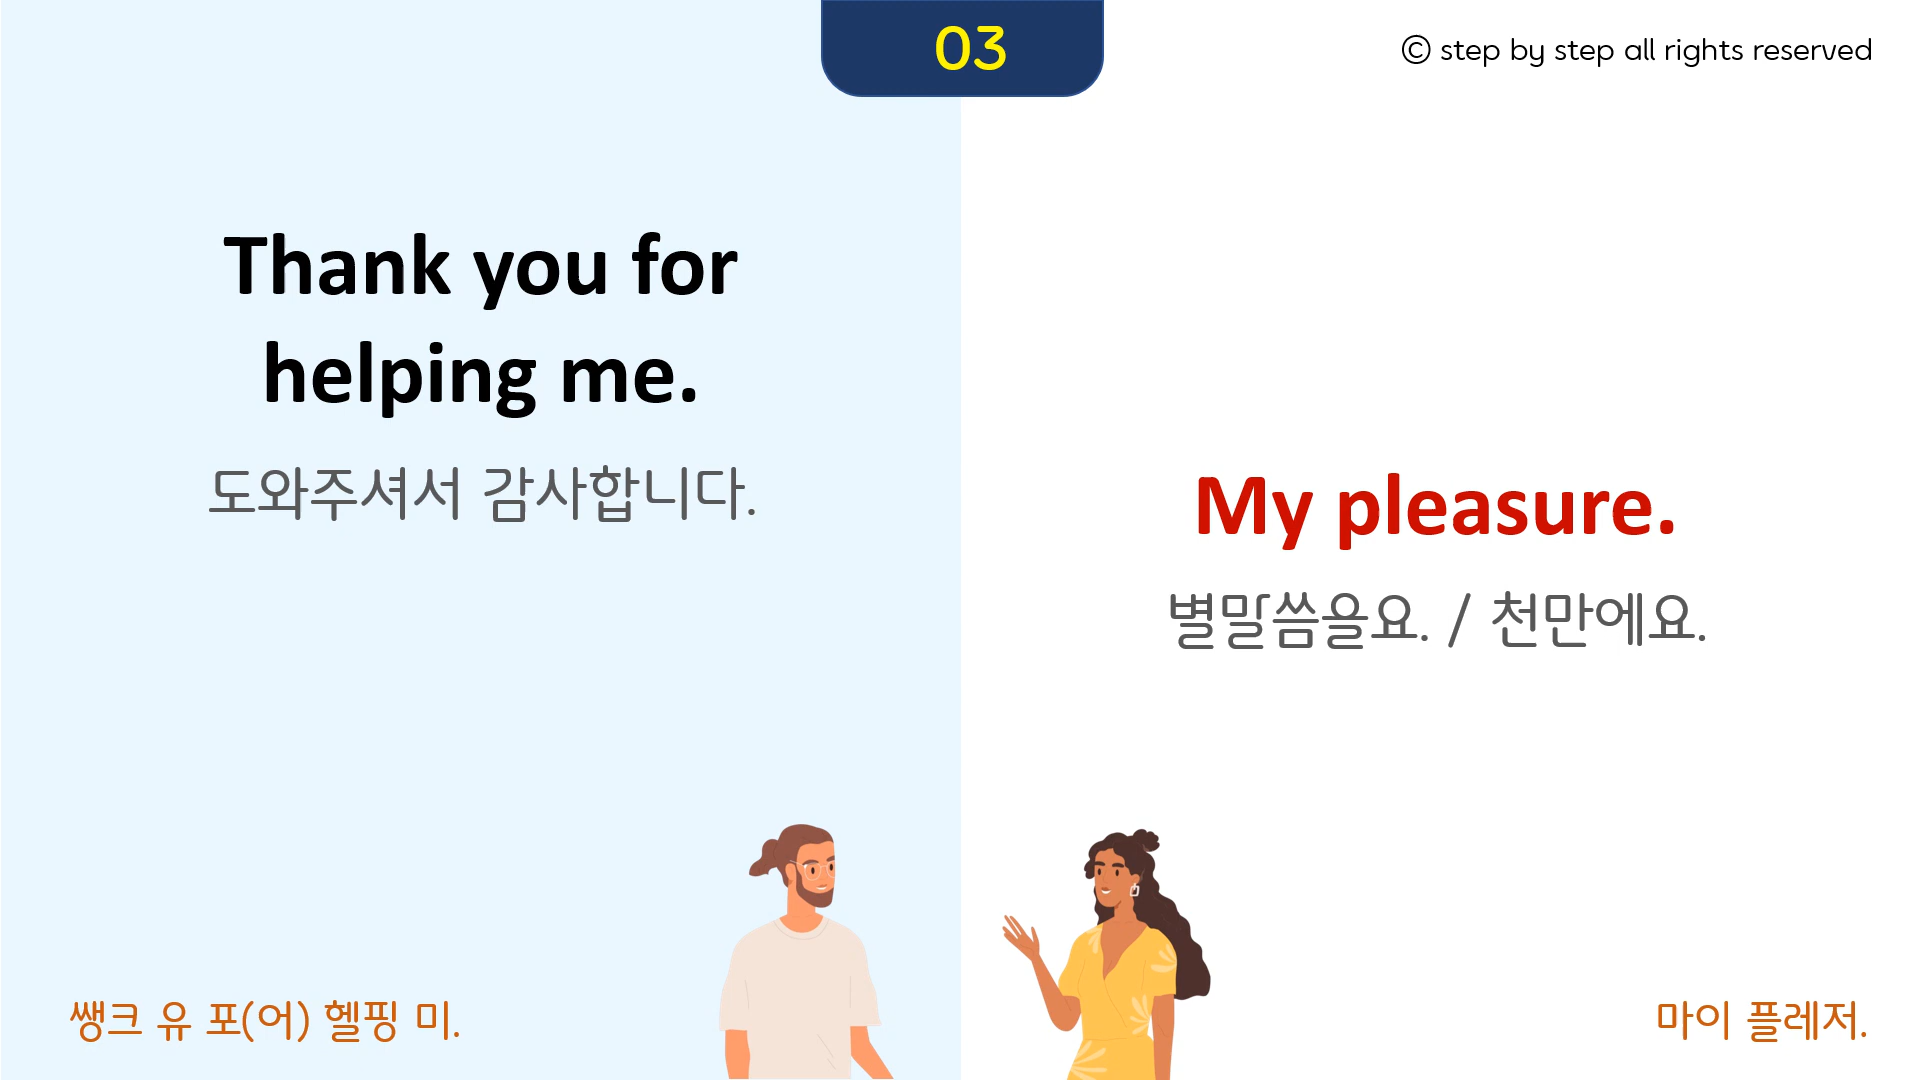 03
© step by step all rights reserved
Thank you for
helping me.
도와주셔서 감사합니다.
My pleasure.
별말씀을요. / 천만에요.
쌩크 유 포(어) 헬핑 미.
마이 플레저.